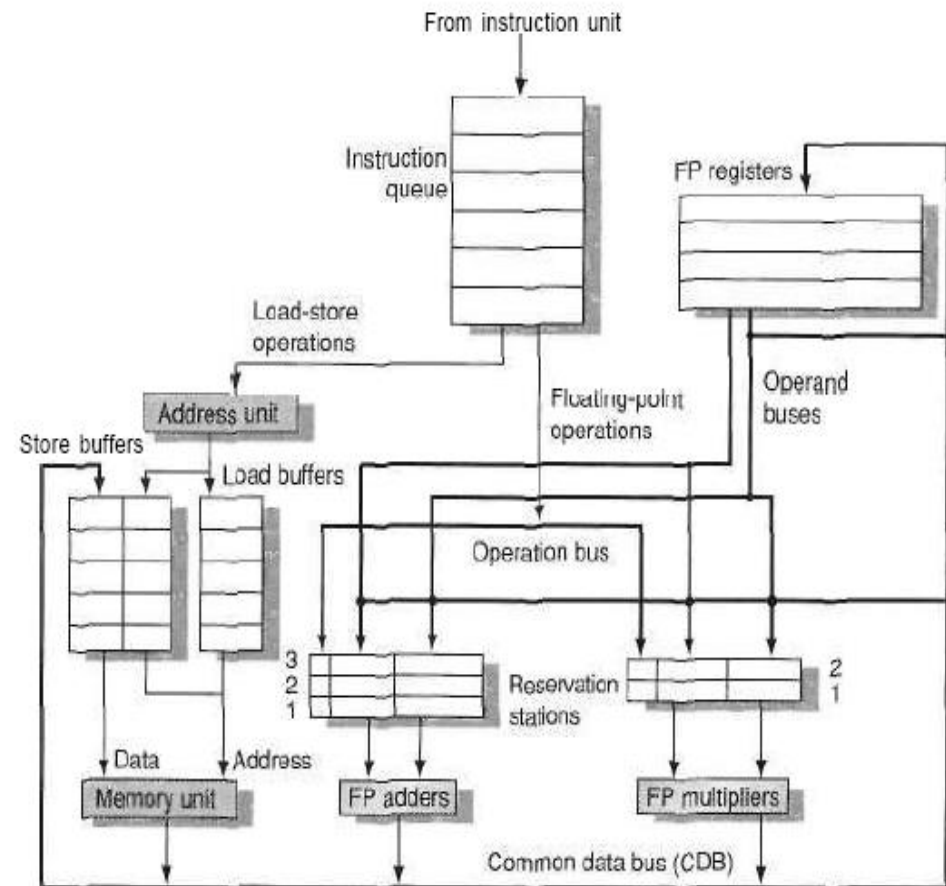 From instruction unit
Instruction
queue
FP registers
Load-store
operations
Address unit
Floating-point
operations
Operand
buses
Store buffers
Load buffers
Operation bus
3
2
1
Reservation
stations
2
1
Data
Address
Memory unit
FP adders
FP multipliers
Common data bus (CDB)